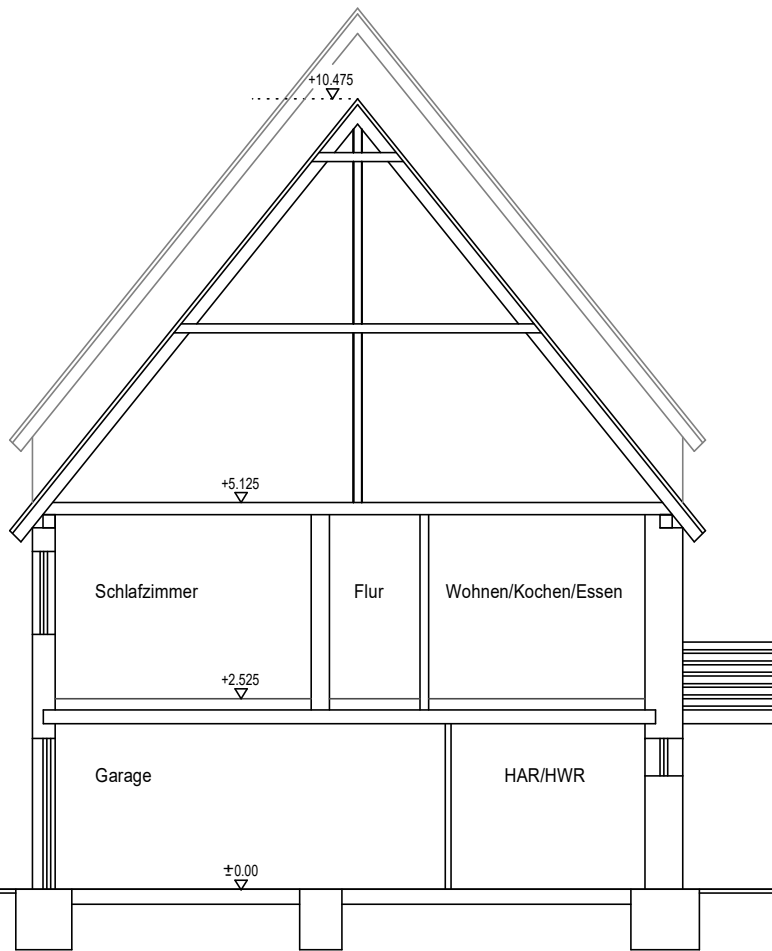 +10.475
+5.125
Schlafzimmer
Flur
Wohnen/Kochen/Essen
+2.525
Garage
HAR/HWR
±0.00